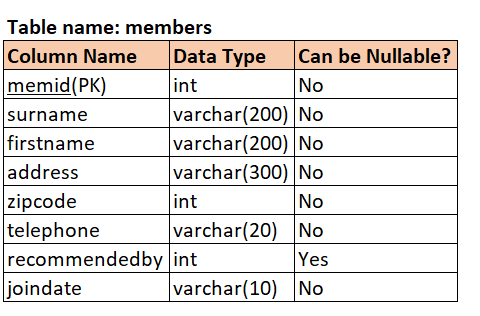 Table name: members
Column Name Data Type Can be Nullable?
memid(PK) int No
surname varchar(200) No
firstname varchar(200) No
address varchar(300) No
zipcode int No
telephone varchar(20) No
recommendedby int Yes
joindate varchar(10) No